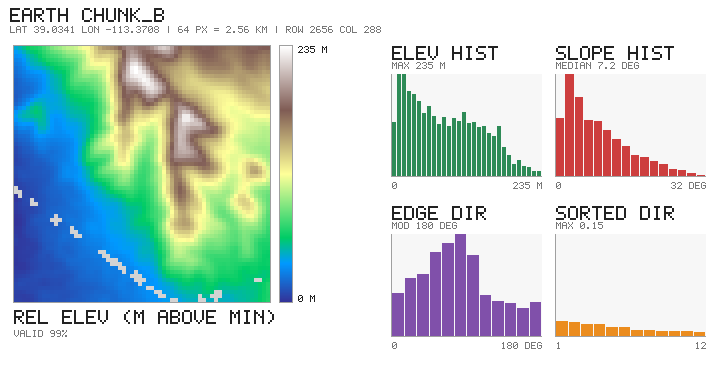 EARTH CHUNK_B
LAT 39.0341 LON -113.3708 | 64 PX = 2.56 KM | ROW 2656 COL 288
235 M
0 M
REL ELEV (M ABOVE MIN)
VALID 99%
ELEV HIST
MAX 235 M
0 235 M
SLOPE HIST
MEDIAN 7.2 DEG
0 32 DEG
EDGE DIR
MOD 180 DEG
0 180 DEG
SORTED DIR
MAX 0.15
1 12